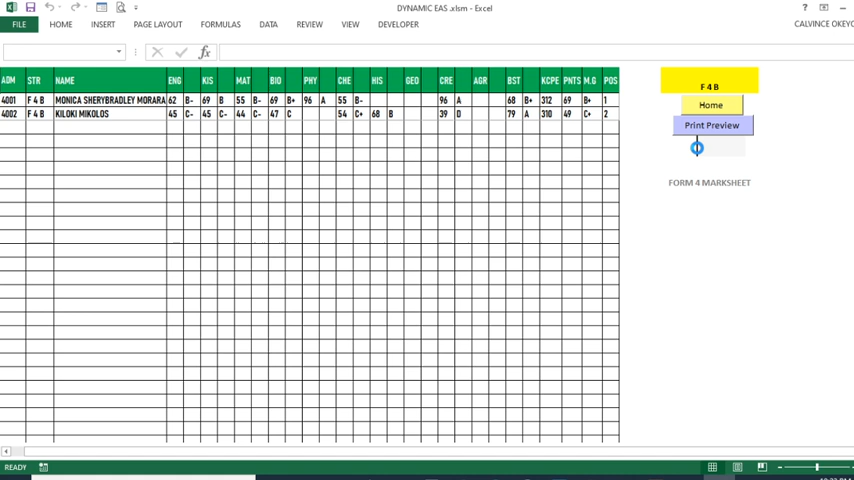 DYNAMIC EAS .xlsm - Excel
FILE HOME INSERT PAGE LAYOUT FORMULAS DATA REVIEW VIEW DEVELOPER CALVINCE OKEYO
ADM STR NAME ENG KIS MAT BIO PHY CHE HIS GEO CRE AGR BST KCPE PNTS M.G POS
4001 F 4 B MONICA SHERYBRADLEY MORARA 62 B- 69 B 55 B- 69 B+ 96 A 55 B- 96 A 68 B+ 312 69 B+ 1
4002 F 4 B KILOKI MIKOLOS 45 C- 45 C- 44 C- 47 C 54 C+ 68 B 39 D 79 A 310 49 C+ 2
F 4 B
Home
Print Preview
FORM 4 MARKSHEET
READY